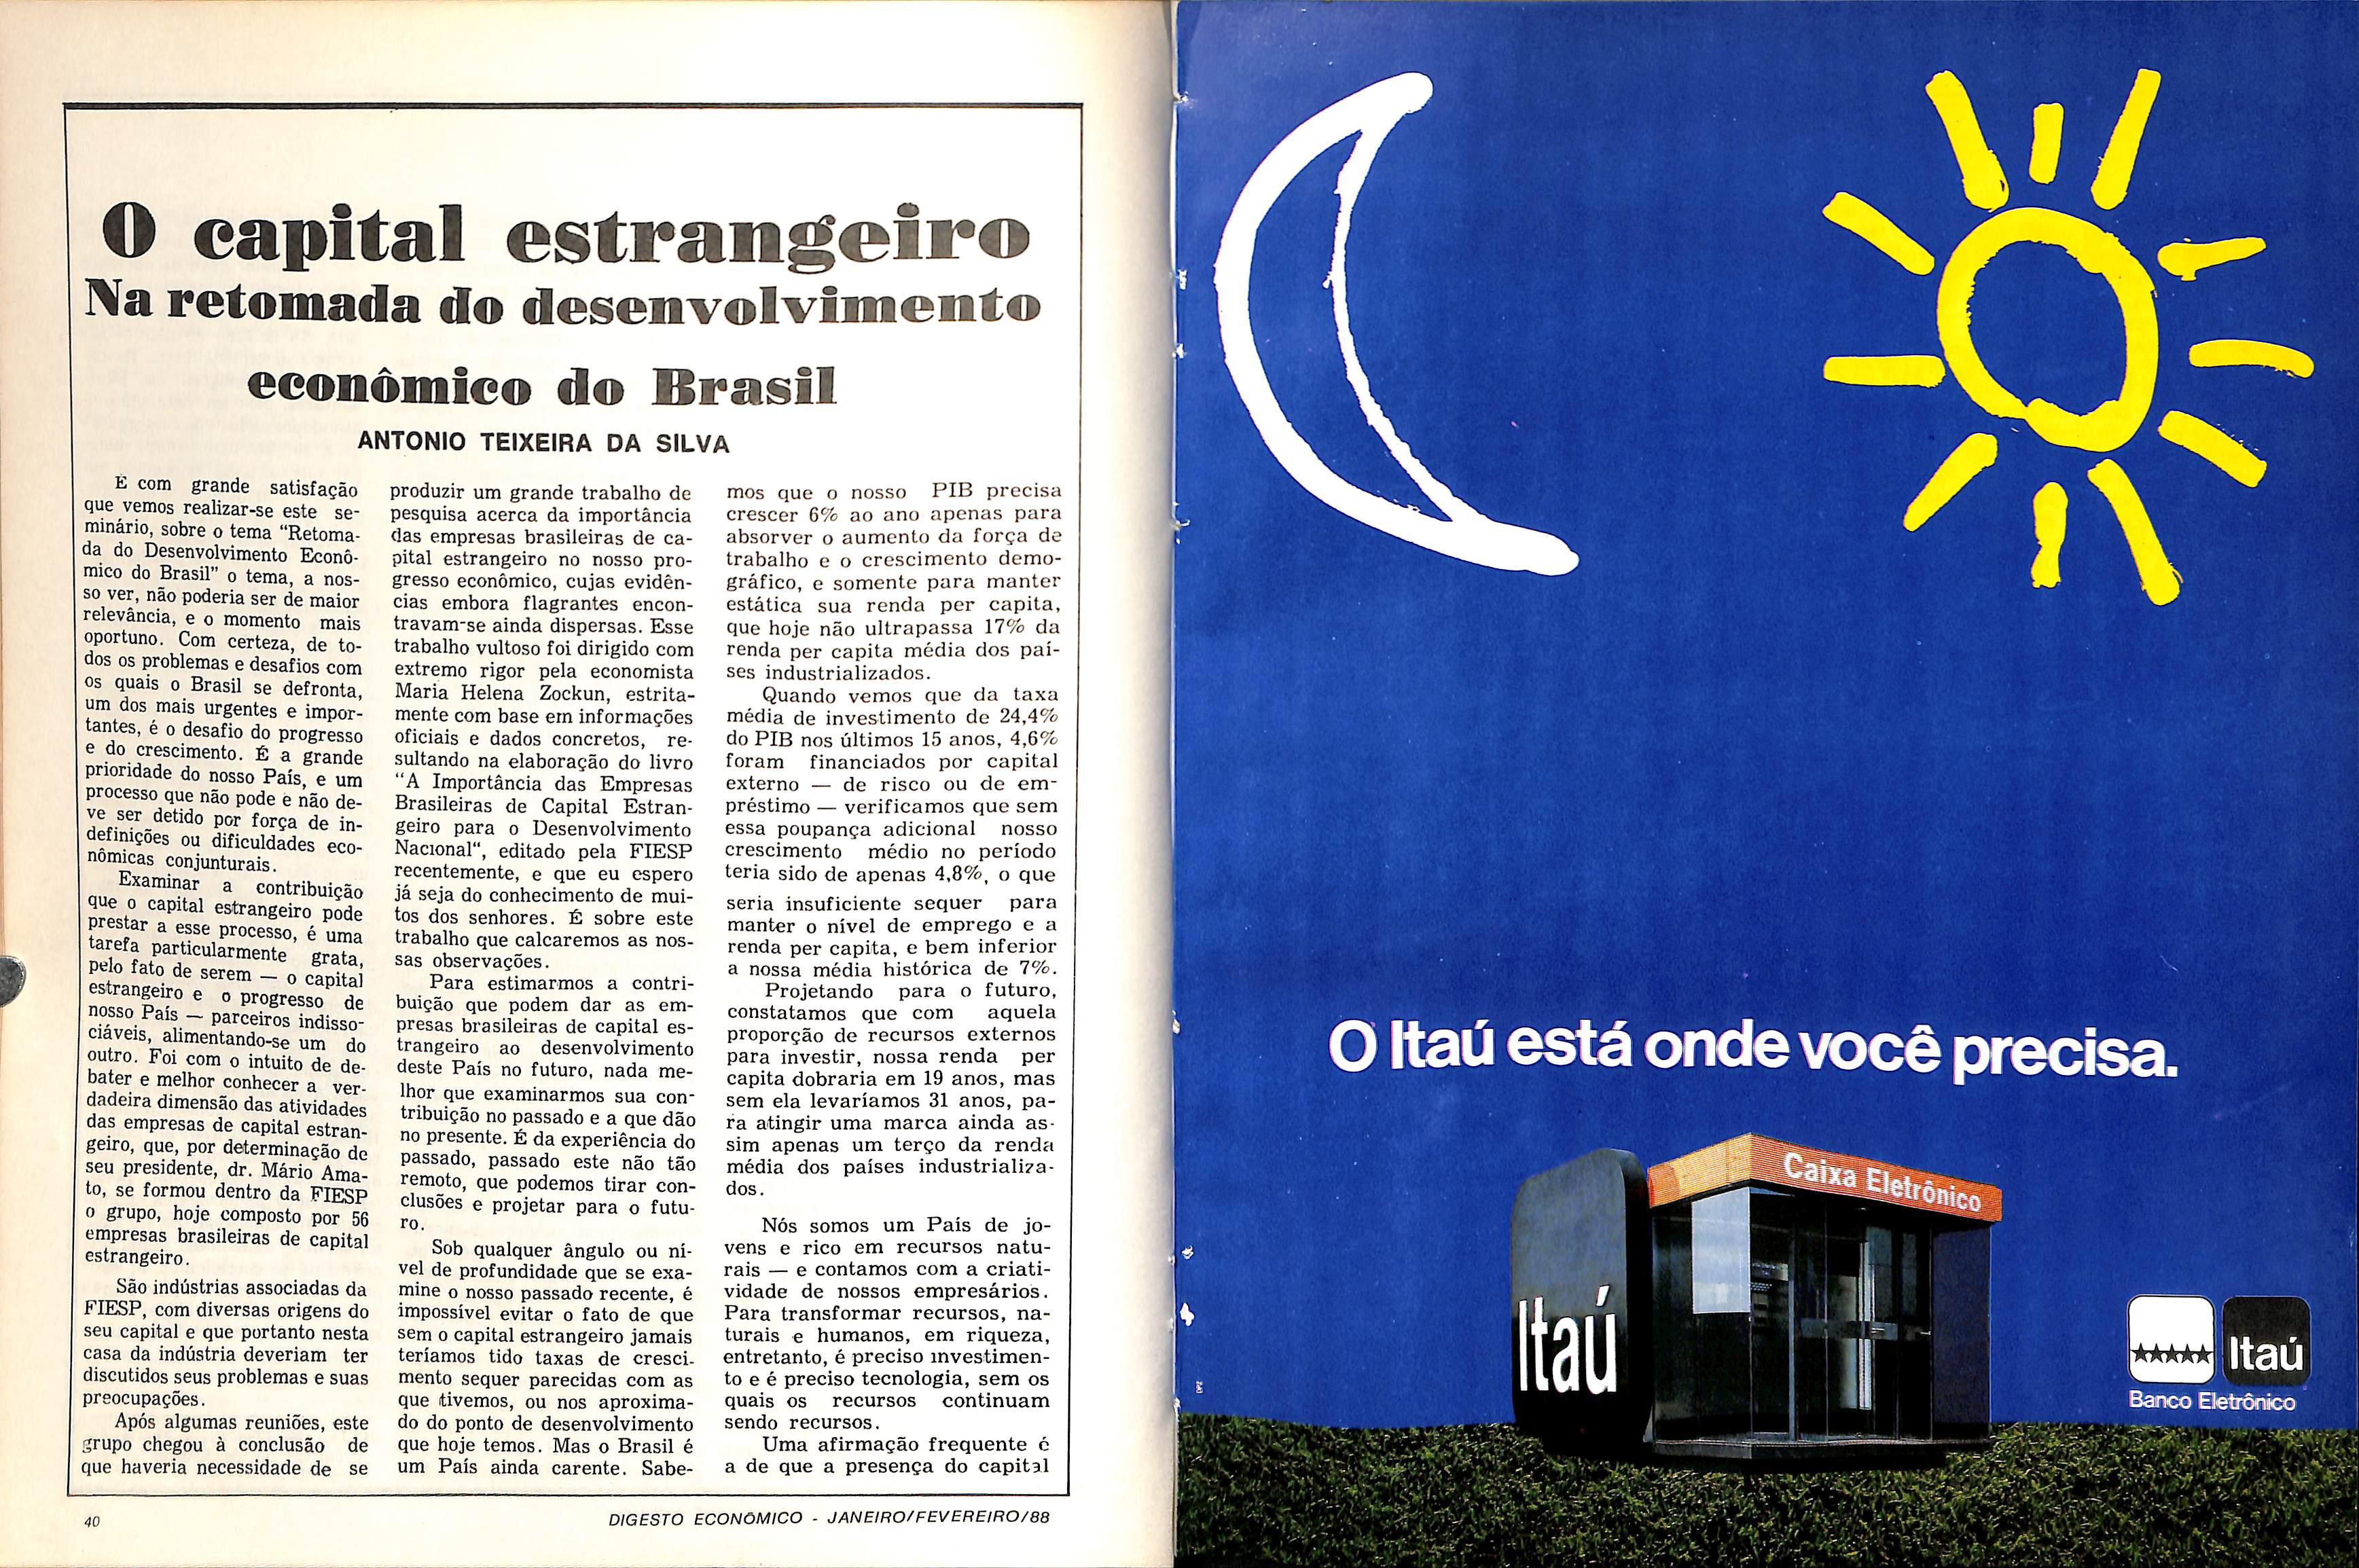 O capital estrangeiro
Na retomada do desenvolvimento
econômico do Brasil
ANTONIO TEIXEIRA DA SILVA
É com grande satisfação
que vemos realizar-se este se-
minário, sobre o tema "Retoma-
da do Desenvolvimento Econô-
mico do Brasil" o tema, a nos-
so ver, não poderia ser de maior
relevância, e o momento mais
oportuno. Com certeza, de to-
dos os problemas e desafios com
os quais o Brasil se defronta,
um dos mais urgentes e impor-
tantes, é o desafio do progresso
e do crescimento. É a grande
prioridade do nosso País, e um
processo que não pode e não de-
ve ser detido por força de in-
definições ou dificuldades eco-
nômicas conjunturais.
Examinar a contribuição
que o capital estrangeiro pode
prestar a esse processo, é uma
tarefa particularmente grata,
pelo fato de serem — o capital
estrangeiro e o progresso de
nosso País — parceiros indisso-
ciáveis, alimentando-se um do
outro. Foi com o intuito de de-
bater e melhor conhecer a ver-
dadeira dimensão das atividades
das empresas de capital estran-
geiro, que, por determinação de
seu presidente, dr. Mário Ama-
to, se formou dentro da FIESP
o grupo, hoje composto por 56
empresas brasileiras de capital
estrangeiro.
São indústrias associadas da
FIESP, com diversas origens do
seu capital e que portanto nesta
casa da indústria deveriam ter
discutidos seus problemas e suas
preocupações.
Após algumas reuniões, este
grupo chegou à conclusão de
que haveria necessidade de se
produzir um grande trabalho de
pesquisa acerca da importância
das empresas brasileiras de ca-
pital estrangeiro no nosso pro-
gresso econômico, cujas evidên-
cias embora flagrantes encon-
travam-se ainda dispersas. Esse
trabalho vultoso foi dirigido com
extremo rigor pela economista
Maria Helena Zockun, estrita-
mente com base em informações
oficiais e dados concretos, re-
sultando na elaboração do livro
"A Importância das Empresas
Brasileiras de Capital Estran-
geiro para o Desenvolvimento
Nacional", editado pela FIESP
recentemente, e que eu espero
já seja do conhecimento de mui-
tos dos senhores. É sobre este
trabalho que calcaremos as nos-
sas observações.
Para estimarmos a contri-
buição que podem dar as em-
presas brasileiras de capital es-
trangeiro ao desenvolvimento
deste País no futuro, nada me-
lhor que examinarmos sua con-
tribuição no passado e a que dão
no presente. É da experiência do
passado, passado este não tão
remoto, que podemos tirar con-
clusões e projetar para o futu-
ro.
Sob qualquer ângulo ou ní-
vel de profundidade que se exa-
mine o nosso passado recente, é
impossível evitar o fato de que
sem o capital estrangeiro jamais
teríamos tido taxas de cresci-
mento sequer parecidas com as
que tivemos, ou nos aproxima-
do do ponto de desenvolvimento
que hoje temos. Mas o Brasil é
um País ainda carente. Sabe-
mos que o nosso PIB precisa
crescer 6% ao ano apenas para
absorver o aumento da força de
trabalho e o crescimento demo-
gráfico, e somente para manter
estática sua renda per capita,
que hoje não ultrapassa 17% da
renda per capita média dos paí-
ses industrializados.
Quando vemos que da taxa
média de investimento de 24,4%
do PIB nos últimos 15 anos, 4,6%
foram financiados por capital
externo — de risco ou de em-
préstimo — verificamos que sem
essa poupança adicional nosso
crescimento médio no período
teria sido de apenas 4,8%, o que
seria insuficiente sequer para
manter o nível de emprego e a
renda per capita, e bem inferior
a nossa média histórica de 7%.
Projetando para o futuro,
constatamos que com aquela
proporção de recursos externos
para investir, nossa renda per
capita dobraria em 19 anos, mas
sem ela levaríamos 31 anos, pa-
ra atingir uma marca ainda as-
sim apenas um terço da renda
média dos países industrializa-
dos.
Nós somos um País de jo-
vens e rico em recursos natu-
rais — e contamos com a criati-
vidade de nossos empresários.
Para transformar recursos, na-
turais e humanos, em riqueza,
entretanto, é preciso investimen-
to e é preciso tecnologia, sem os
quais os recursos continuam
sendo recursos.
Uma afirmação frequente é
a de que a presença do capital
40
DIGESTO ECONÔMICO - JANEIRO/FEVEREIRO/88
O Itaú está onde você precisa.
Caixa Eletrônico
Itaú
Itaú
Banco Eletrônico